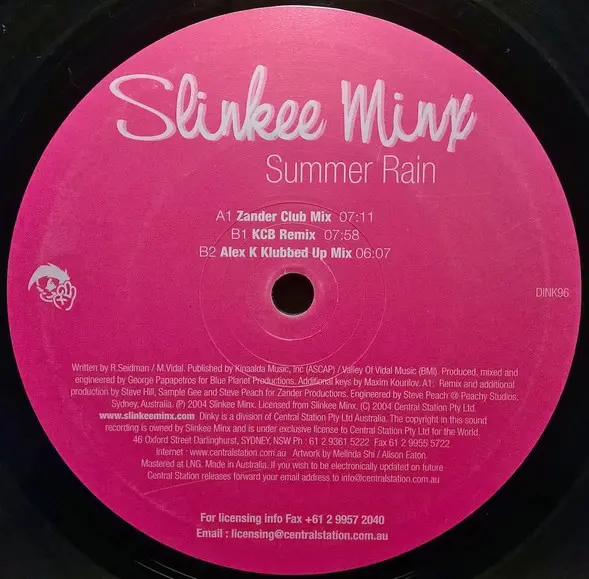 Slinkee Minx
Summer Rain
A1 Zander Club Mix 07:11
B1 KCB Remix 07:58
B2 Alex K Klubbed Up Mix 06:07
DINK96
Written by R.Seidman / M.Vidal. Published by Kinaalda Music, Inc (ASCAP) / Valley Of Vidal Music (BMI). Produced, mixed and
engineered by George Papapetros for Blue Planet Productions. Additional keys by Maxim Kourilov. A1: Remix and additional
production by Steve Hill, Sample Gee and Steve Peach for Zander Productions. Engineered by Steve Peach @ Peachy Studios,
Sydney, Australia. (P) 2004 Slinkee Minx. Licensed from Slinkee Minx. (C) 2004 Central Station Pty Ltd.
www.slinkeeminx.com Dinky is a division of Central Station Pty Ltd Australia. The copyright in this sound
recording is owned by Slinkee Minx and is under exclusive license to Central Station Pty Ltd for the World.
46 Oxford Street Darlinghurst, SYDNEY, NSW Ph : 61 2 9361 5222 Fax 61 2 9955 5722
Internet : www.centralstation.com.au Artwork by Melinda Shi / Alison Eaton.
Mastered at LNG. Made in Australia. If you wish to be electronically updated on future
Central Station releases forward your email address to info@centralstation.com.au
For licensing info Fax +61 2 9957 2040
Email : licensing@centralstation.com.au